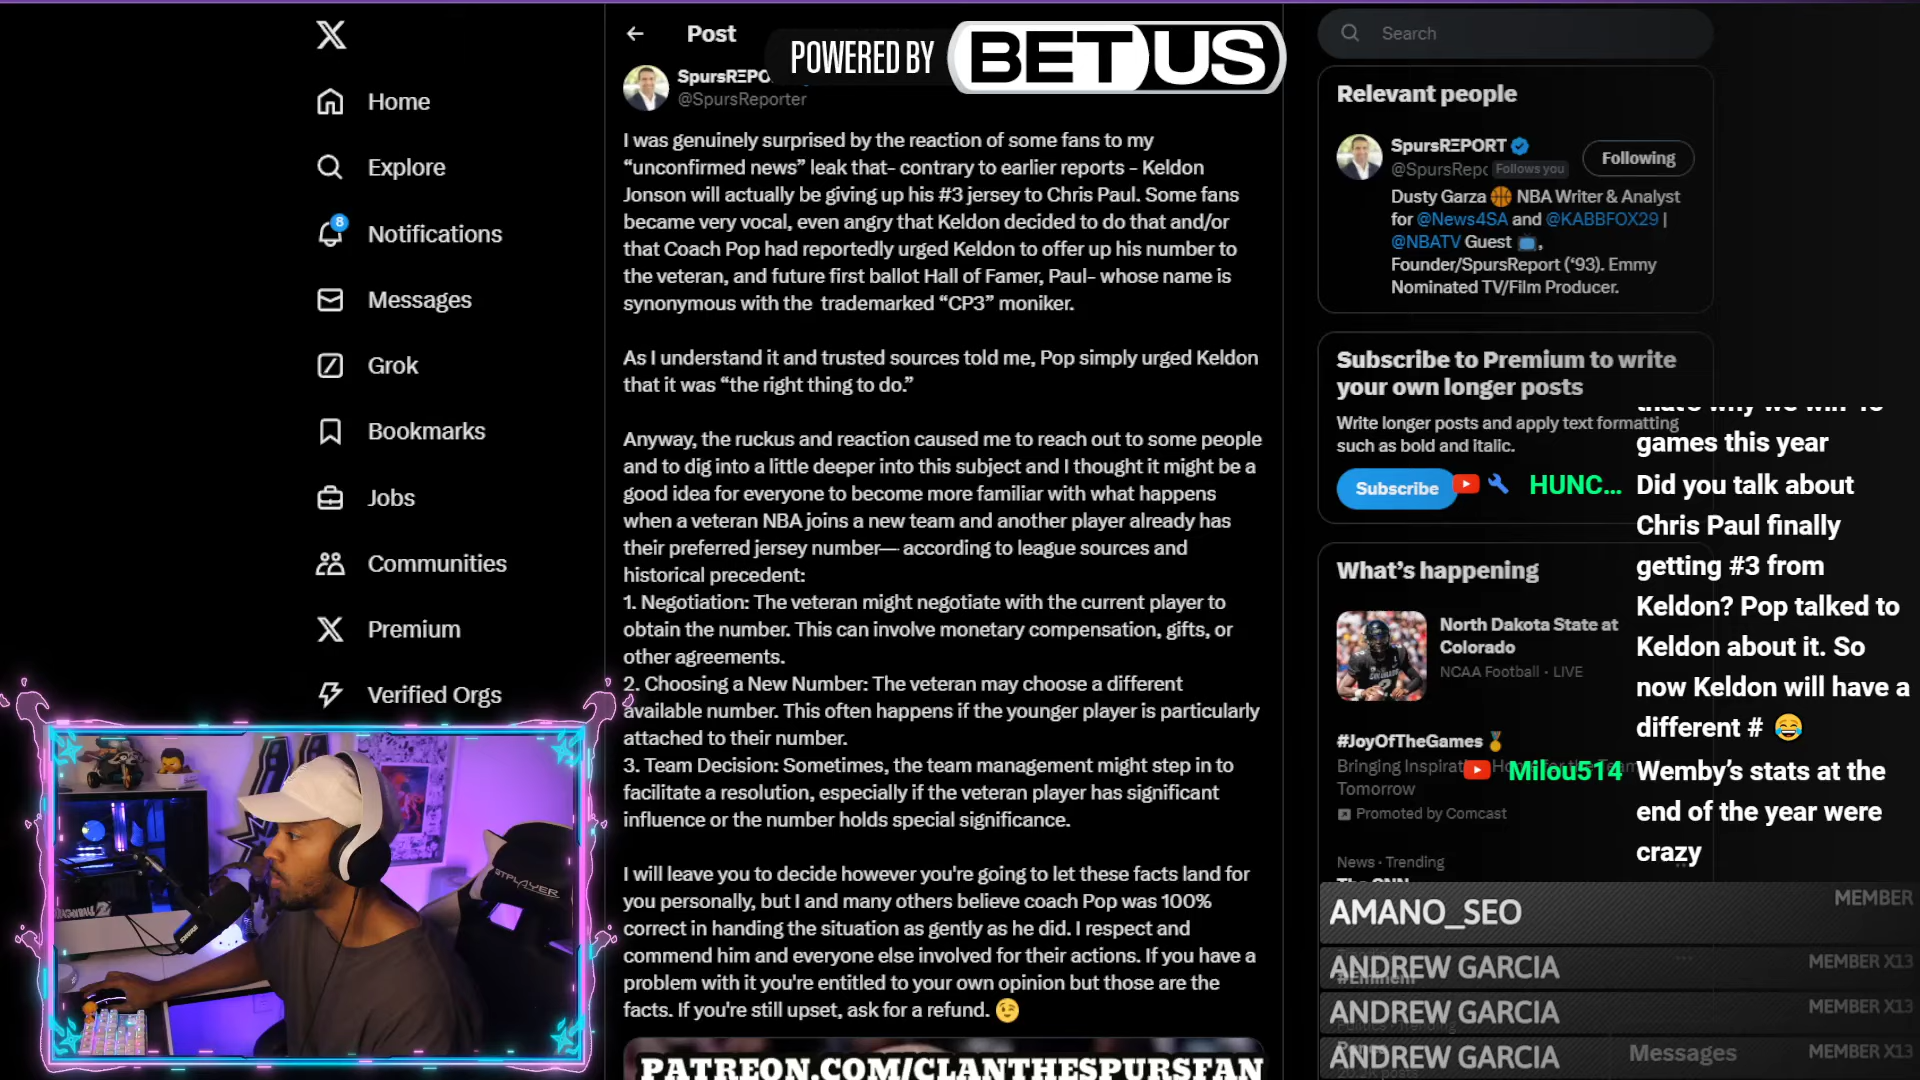 Home
Explore
8
Notifications
Messages
Grok
Bookmarks
Jobs
Communities
Premium
Verified Orgs
Post
POWERED BY BETUS
@SpursReporter
I was genuinely surprised by the reaction of some fans to my
“unconfirmed news” leak that- contrary to earlier reports - Keldon
Jonson will actually be giving up his #3 jersey to Chris Paul. Some fans
became very vocal, even angry that Keldon decided to do that and/or
that Coach Pop had reportedly urged Keldon to offer up his number to
the veteran, and future first ballot Hall of Famer, Paul- whose name is
synonymous with the trademarked “CP3” moniker.
As I understand it and trusted sources told me, Pop simply urged Keldon
that it was “the right thing to do.”
Anyway, the ruckus and reaction caused me to reach out to some people
and to dig into a little deeper into this subject and I thought it might be a
good idea for everyone to become more familiar with what happens
when a veteran NBA joins a new team and another player already has
their preferred jersey number— according to league sources and
historical precedent:
1. Negotiation: The veteran might negotiate with the current player to
obtain the number. This can involve monetary compensation, gifts, or
other agreements.
2. Choosing a New Number: The veteran may choose a different
available number. This often happens if the younger player is particularly
attached to their number.
3. Team Decision: Sometimes, the team management might step in to
facilitate a resolution, especially if the veteran player has significant
influence or the number holds special significance.
I will leave you to decide however you're going to let these facts land for
you personally, but I and many others believe coach Pop was 100%
correct in handing the situation as gently as he did. I respect and
commend him and everyone else involved for their actions. If you have a
problem with it you're entitled to your own opinion but those are the
facts. If you're still upset, ask for a refund. 😉
PATREON.COM/CLANTHESPURSFAN
Search
Relevant people
SpursRΞPORT
@SpursRepc Follows you
Following
Dusty Garza 🏀 NBA Writer & Analyst
for @News4SA and @KABBFOX29 |
@NBATV Guest 📺,
Founder/SpursReport (‘93). Emmy
Nominated TV/Film Producer.
Subscribe to Premium to write
your own longer posts
Write longer posts and apply text formatting
such as bold and italic.
Subscribe
What’s happening
North Dakota State at
Colorado
NCAA Football · LIVE
#JoyOfTheGames 🏅
Tomorrow
Promoted by Comcast
News · Trending
games this year
HUNC... Did you talk about
Chris Paul finally
getting #3 from
Keldon? Pop talked to
Keldon about it. So
now Keldon will have a
different # 😂
Milou514 Wemby’s stats at the
end of the year were
crazy
AMANO_SEO MEMBER
ANDREW GARCIA MEMBER X13
ANDREW GARCIA MEMBER X13
ANDREW GARCIA MEMBER X13
Messages